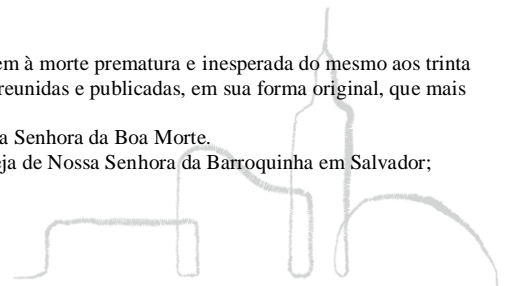 em à morte prematura e inesperada do mesmo aos trinta
reunidas e publicadas, em sua forma original, que mais
a Senhora da Boa Morte.
eja de Nossa Senhora da Barroquinha em Salvador;